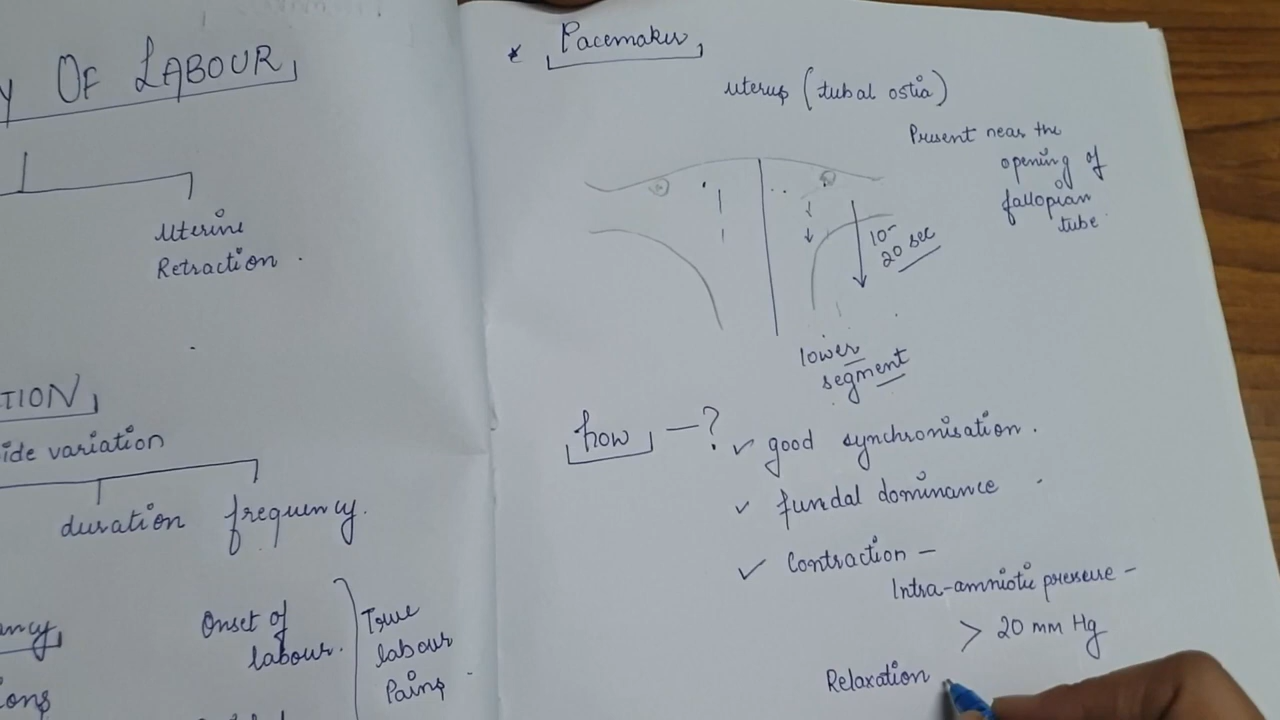 OF LABOUR
Uterine
Retraction .
TION
ide variation
duration frequency.
Onset of
labour.
True
labour
Pains
ons
* Pacemaker
uterus (tubal ostia)
Present near the
opening of
fallopian
tube
10-
20 sec
lower
segment
how —?
✓ good synchronisation.
✓ fundal dominance
✓ Contraction —
Intra-amniotic pressure -
> 20 mm Hg
Relaxation